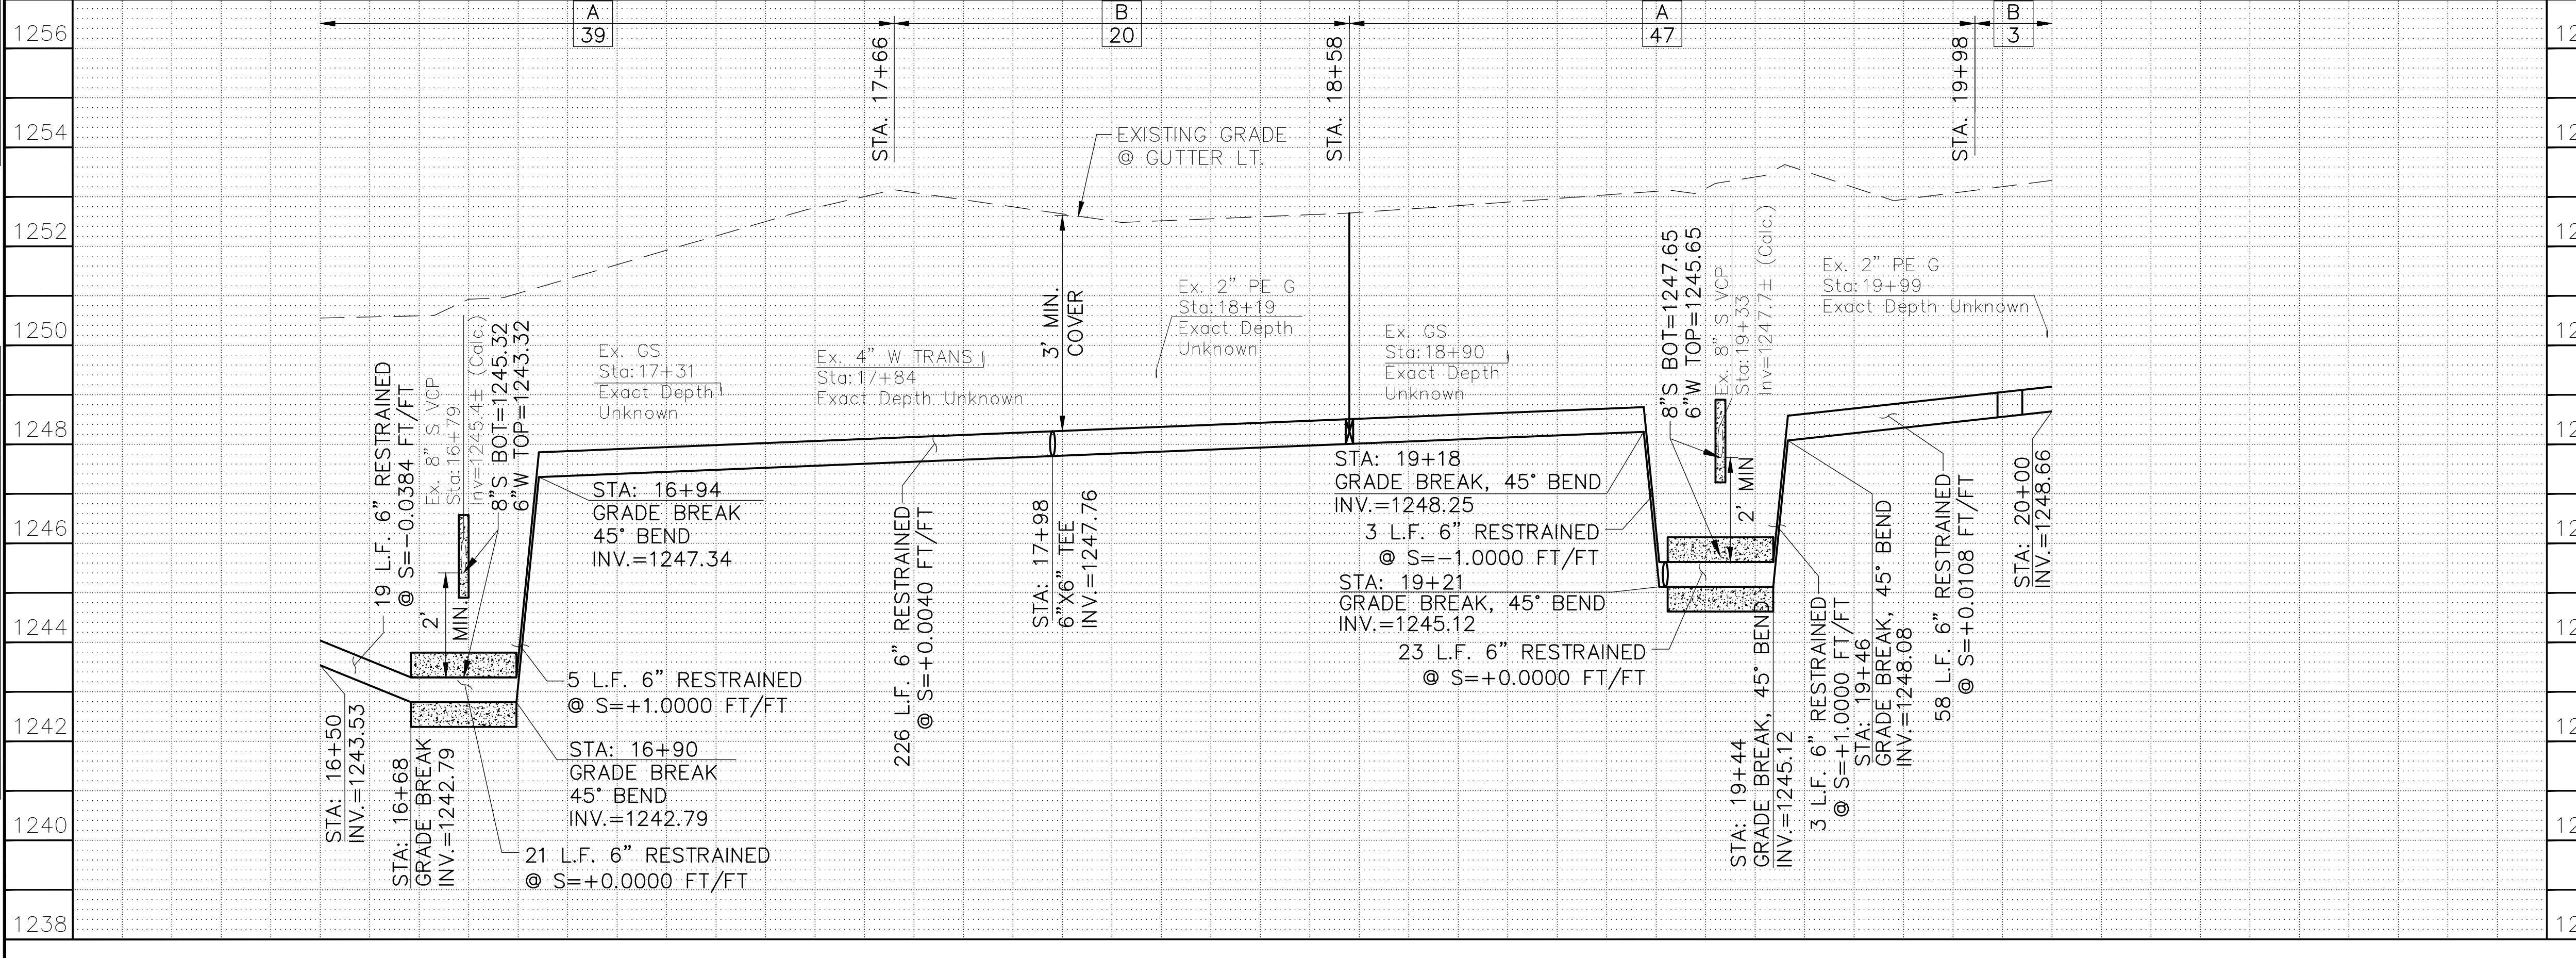 A
39
B
20
A
47
B
3
1256
1254
1252
1250
1248
1246
1244
1242
1240
1238
STA. 17+66
STA. 18+58
STA. 19+98
EXISTING GRADE
@ GUTTER LT.
19 L.F. 6" RESTRAINED
@ S=-0.0384 FT/FT
Ex. 8" S VCP
Sta:16+79
Inv=1245.4± (Calc.)
8"S BOT=1245.32
6"W TOP=1243.32
2'
MIN.
STA: 16+50
INV.=1243.53
STA: 16+68
GRADE BREAK
INV.=1242.79
Ex. GS
Sta:17+31
Exact Depth
Unknown
STA: 16+94
GRADE BREAK
45° BEND
INV.=1247.34
5 L.F. 6" RESTRAINED
@ S=+1.0000 FT/FT
STA: 16+90
GRADE BREAK
45° BEND
INV.=1242.79
21 L.F. 6" RESTRAINED
@ S=+0.0000 FT/FT
Ex. 4" W TRANS
Sta:17+84
Exact Depth Unknown
226 L.F. 6" RESTRAINED
@ S=+0.0040 FT/FT
3' MIN.
COVER
STA: 17+98
6"X6" TEE
INV.=1247.76
Ex. 2" PE G
Sta:18+19
Exact Depth
Unknown
Ex. GS
Sta:18+90
Exact Depth
Unknown
STA: 19+18
GRADE BREAK, 45° BEND
INV.=1248.25
3 L.F. 6" RESTRAINED
@ S=-1.0000 FT/FT
STA: 19+21
GRADE BREAK, 45° BEND
INV.=1245.12
23 L.F. 6" RESTRAINED
@ S=+0.0000 FT/FT
8"S BOT=1247.65
6"W TOP=1245.65
Ex. 8" S VCP
Sta:19+33
Inv=1247.7± (Calc.)
2' MIN
STA: 19+44
GRADE BREAK, 45° BEND
INV.=1245.12
3 L.F. 6" RESTRAINED
@ S=+1.0000 FT/FT
STA: 19+46
GRADE BREAK, 45° BEND
INV.=1248.08
Ex. 2" PE G
Sta:19+99
Exact Depth Unknown
58 L.F. 6" RESTRAINED
@ S=+0.0108 FT/FT
STA: 20+00
INV.=1248.66
12
12
12
12
12
12
12
12
12
12